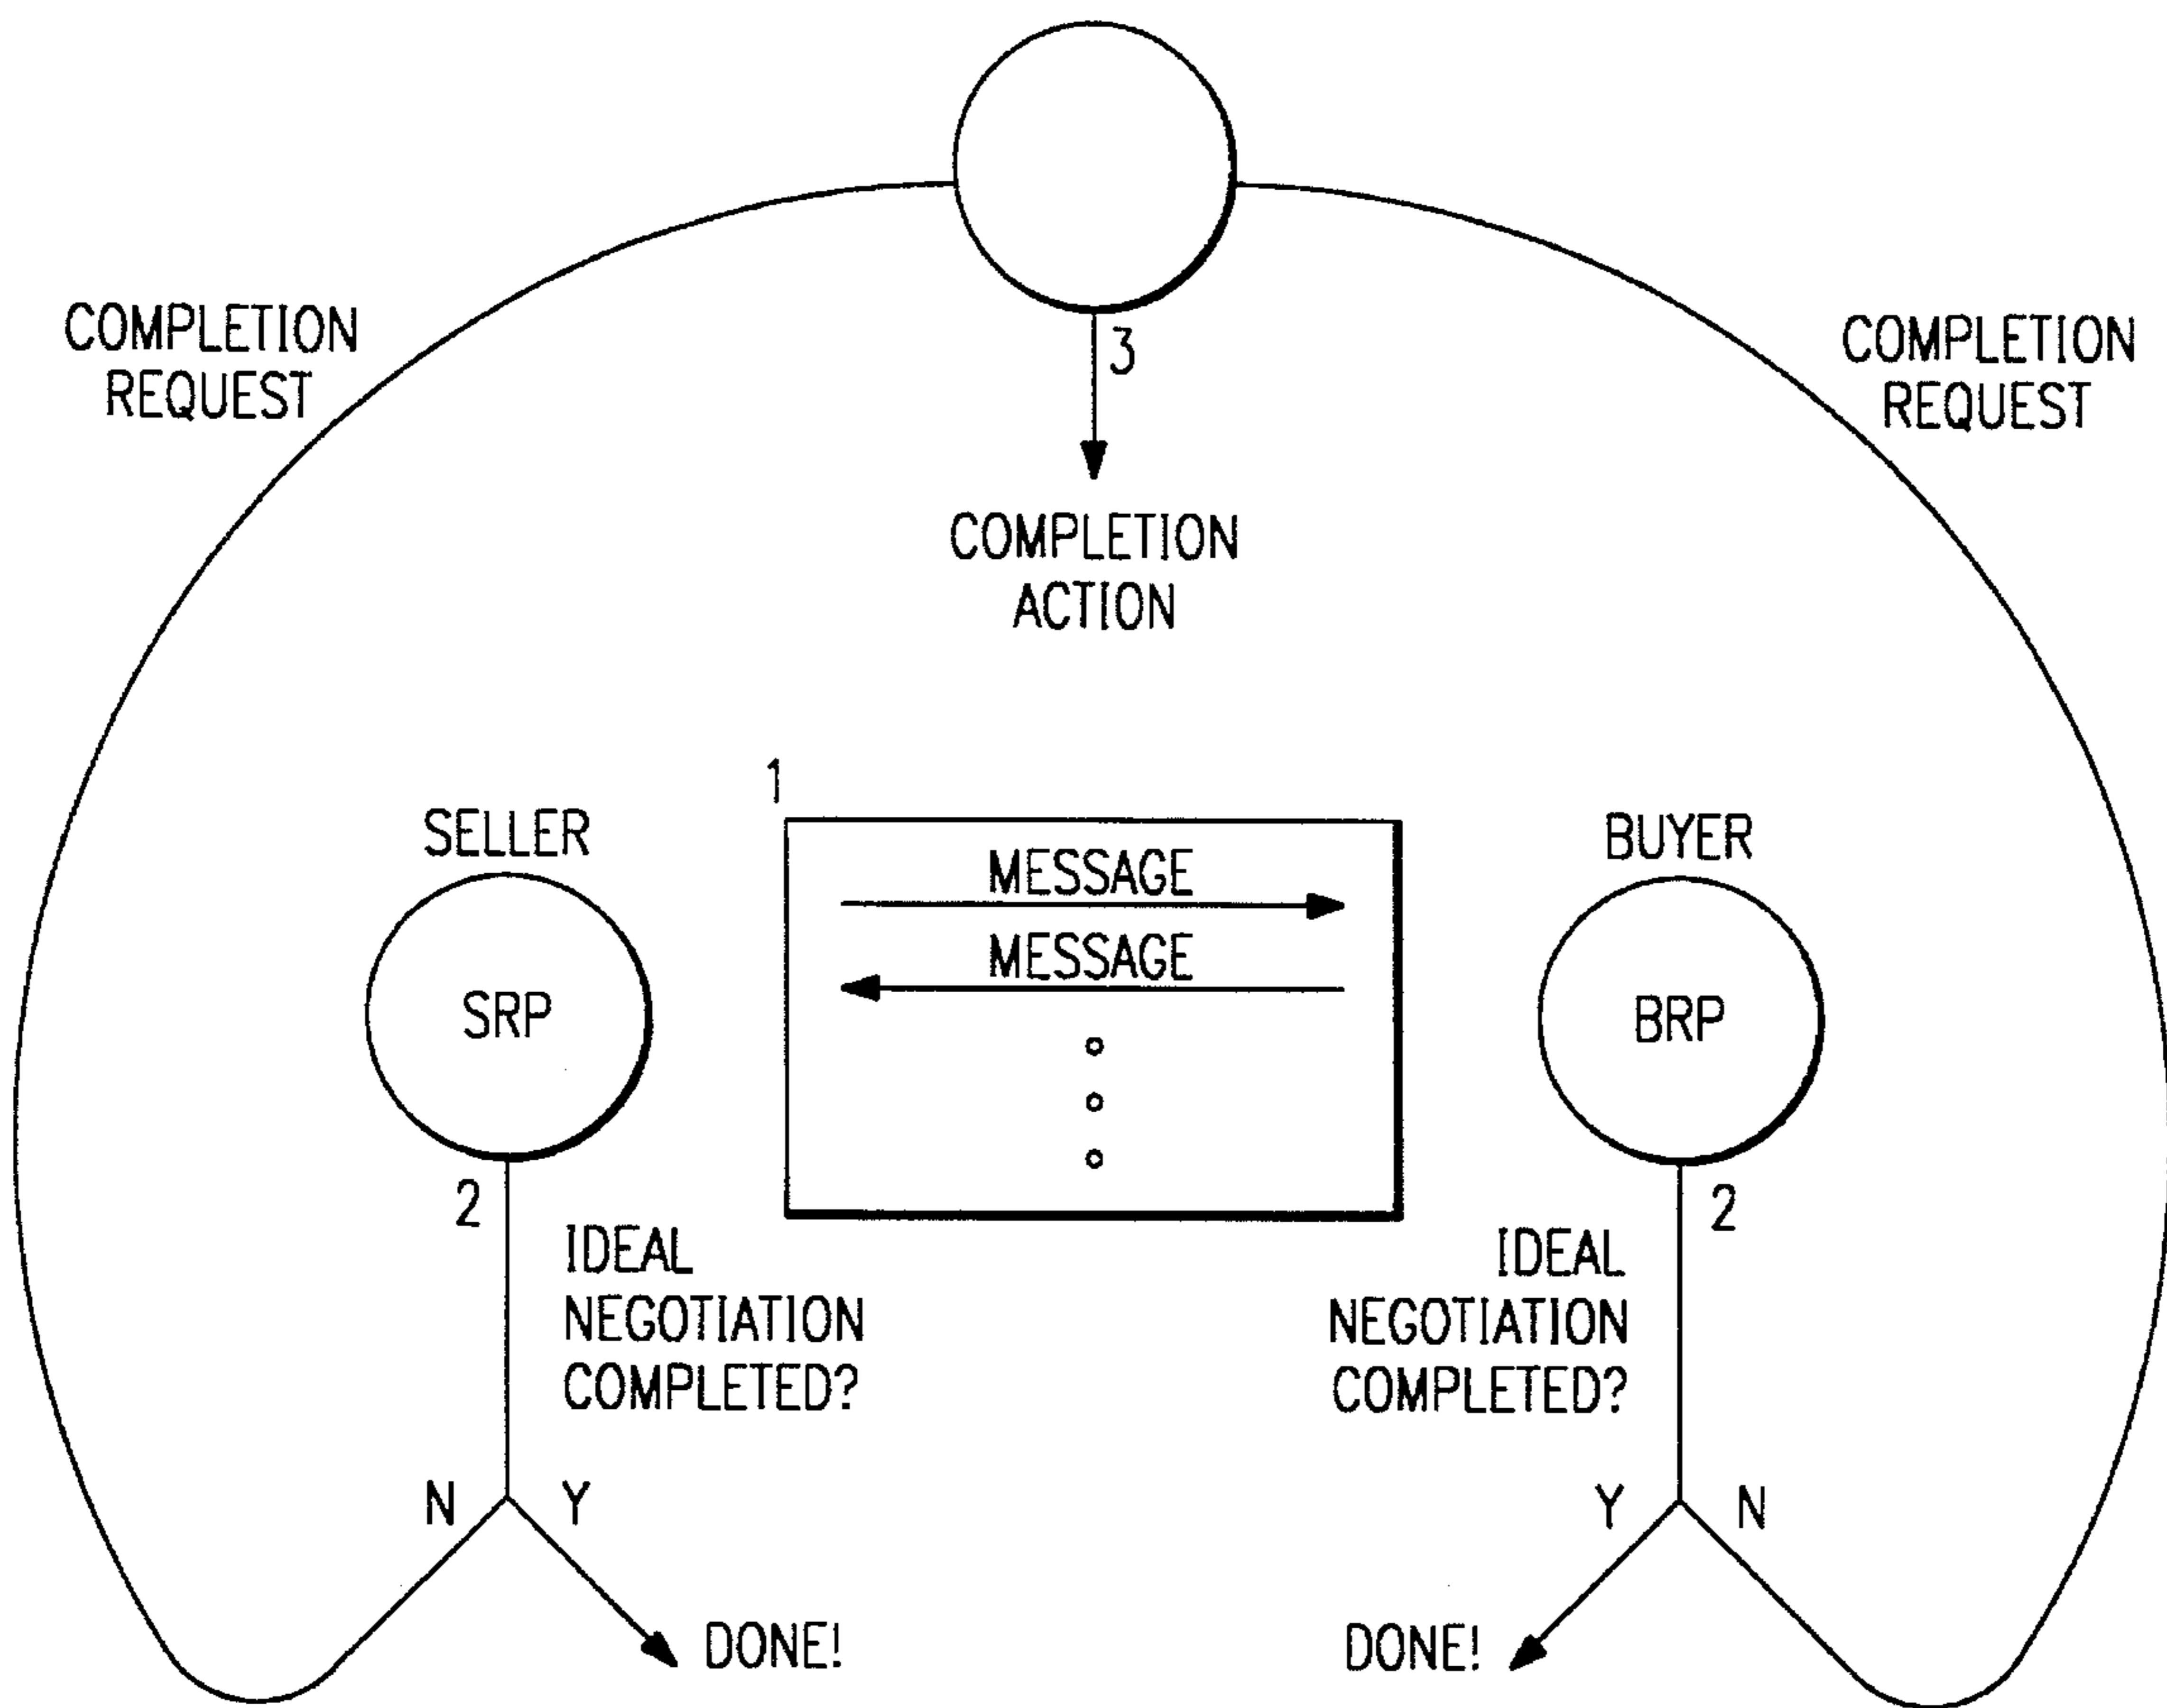 COMPLETION
REQUEST
3
COMPLETION
REQUEST
COMPLETION
ACTION
1
SELLER
MESSAGE
MESSAGE
BUYER
SRP
BRP
2
IDEAL
NEGOTIATION
COMPLETED?
IDEAL
NEGOTIATION
COMPLETED?
2
N
Y
Y
N
DONE!
DONE!